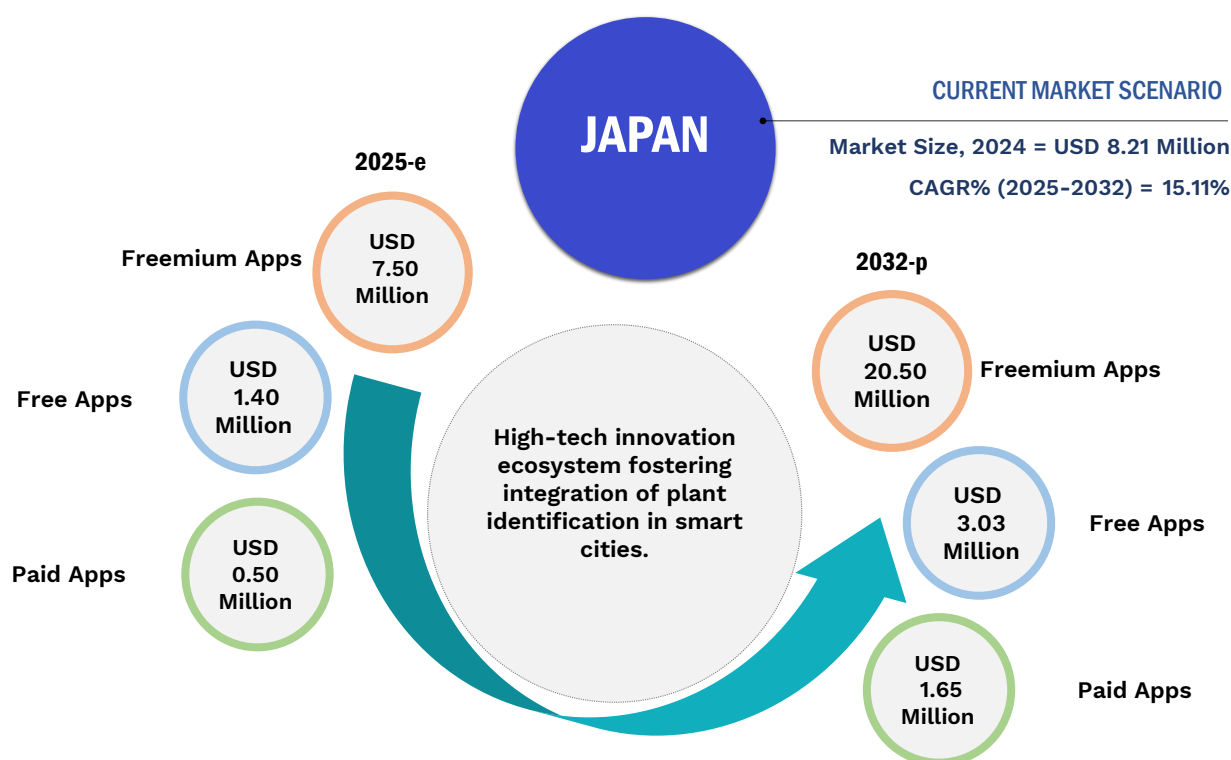 JAPAN
CURRENT MARKET SCENARIO
Market Size, 2024 = USD 8.21 Million
CAGR% (2025-2032) = 15.11%
2025-e
Freemium Apps
USD
7.50
Million
Free Apps
USD
1.40
Million
Paid Apps
USD
0.50
Million
High-tech innovation
ecosystem fostering
integration of plant
identification in smart
cities.
2032-p
USD
20.50
Million
Freemium Apps
USD
3.03
Million
Free Apps
USD
1.65
Million
Paid Apps